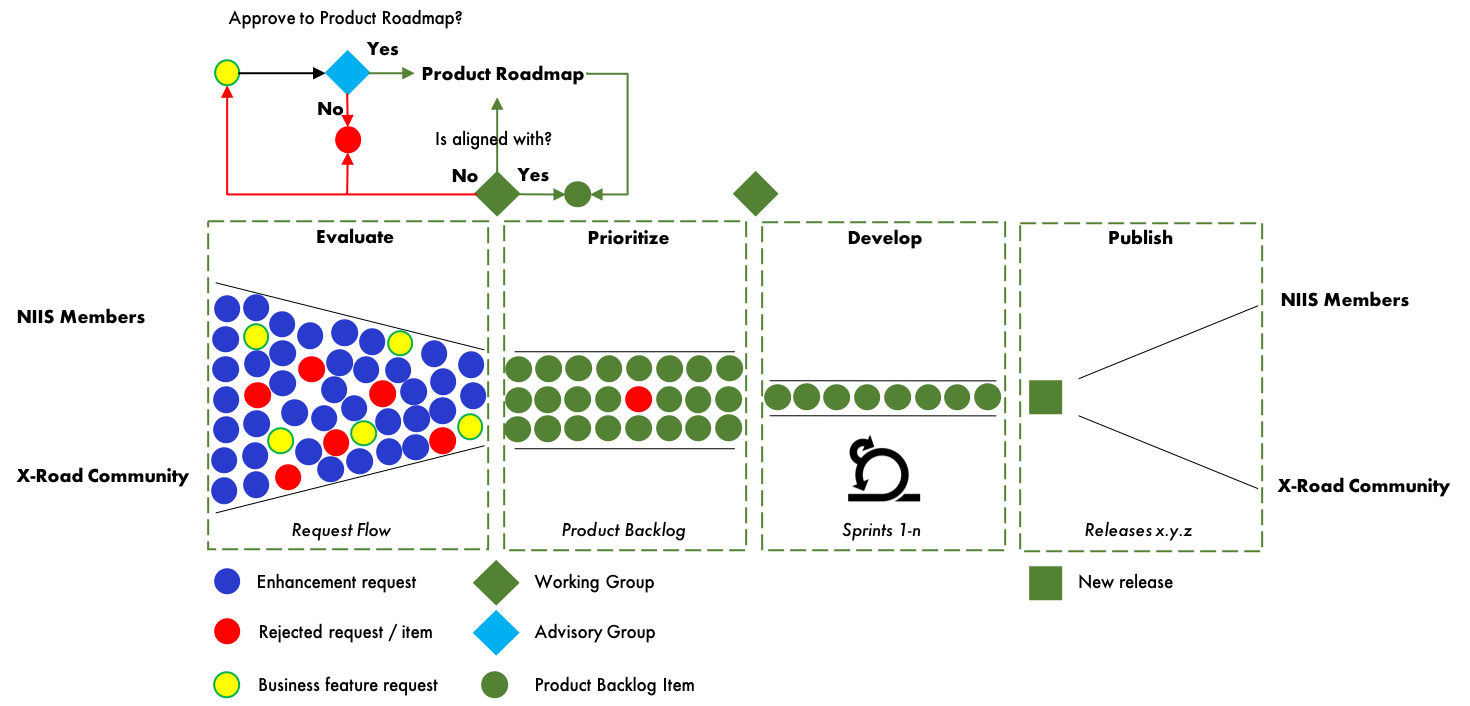 Approve to Product Roadmap?
Yes
Product Roadmap
No
Is aligned with?
No
Yes
Evaluate
Prioritize
Develop
Publish
NIIS Members
NIIS Members
X-Road Community
X-Road Community
Request Flow
Product Backlog
Sprints 1-n
Releases x.y.z
Enhancement request
Working Group
New release
Rejected request / item
Advisory Group
Business feature request
Product Backlog Item